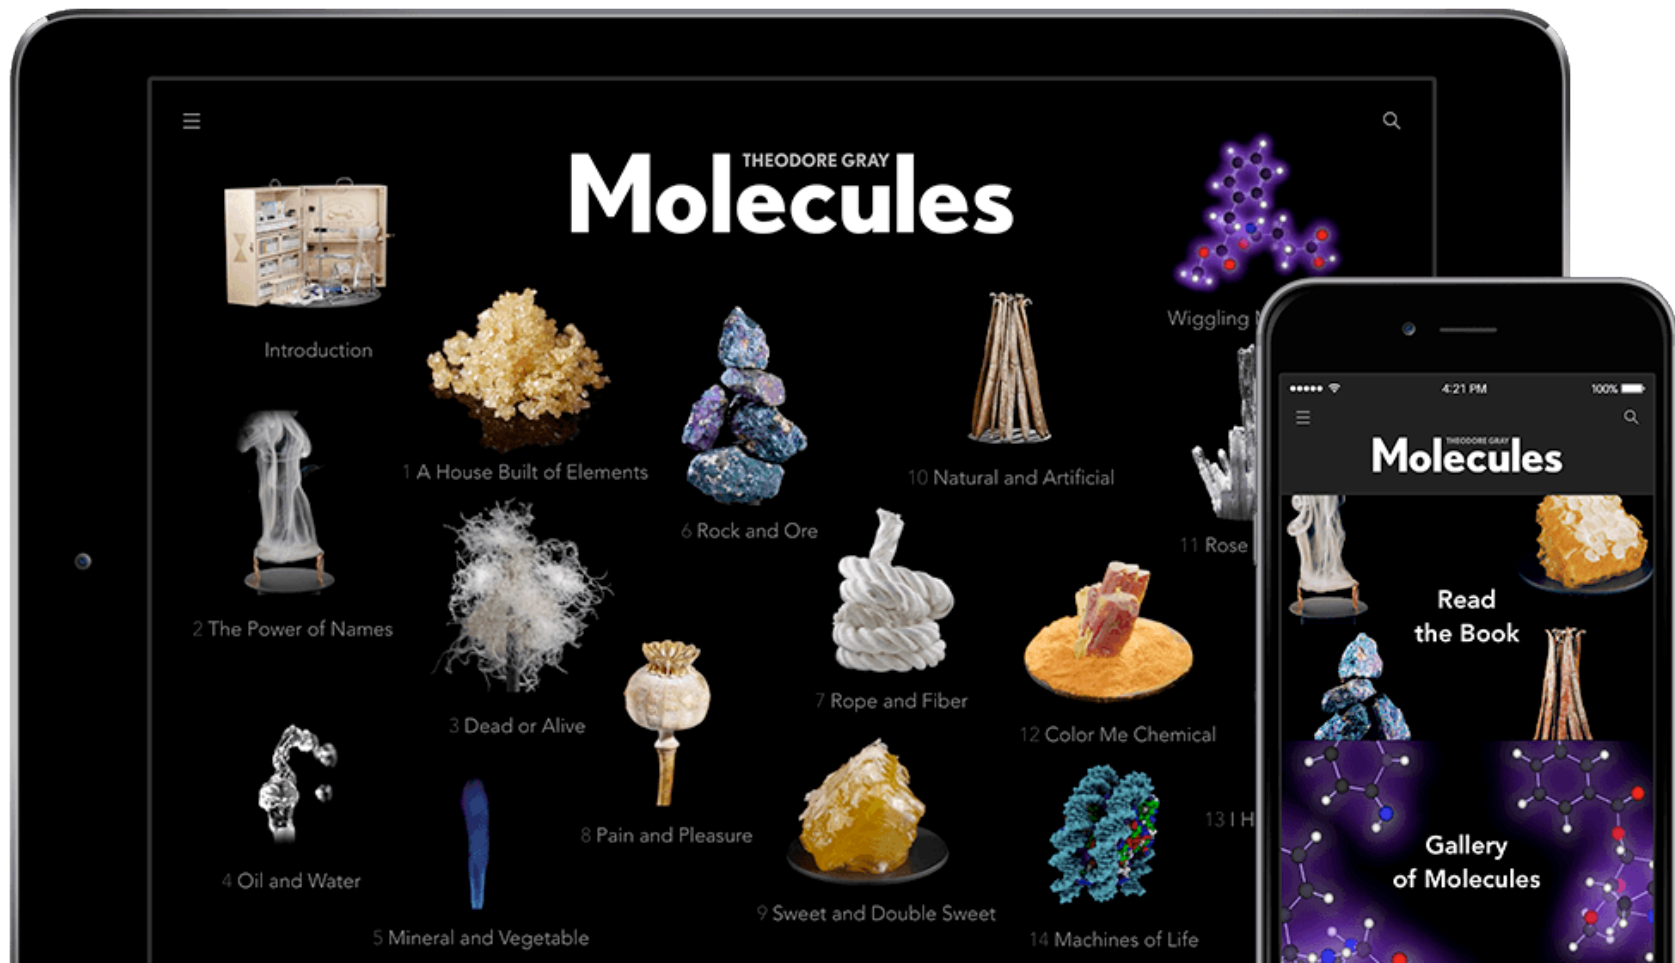 THEODORE GRAY
Molecules
Introduction
Wiggling
1 A House Built of Elements
10 Natural and Artificial
6 Rock and Ore
11 Rose
2 The Power of Names
7 Rope and Fiber
3 Dead or Alive
12 Color Me Chemical
13 I H
8 Pain and Pleasure
4 Oil and Water
9 Sweet and Double Sweet
5 Mineral and Vegetable
14 Machines of Life
4:21 PM
100%
THEODORE GRAY
Molecules
Read
the Book
Gallery
of Molecules